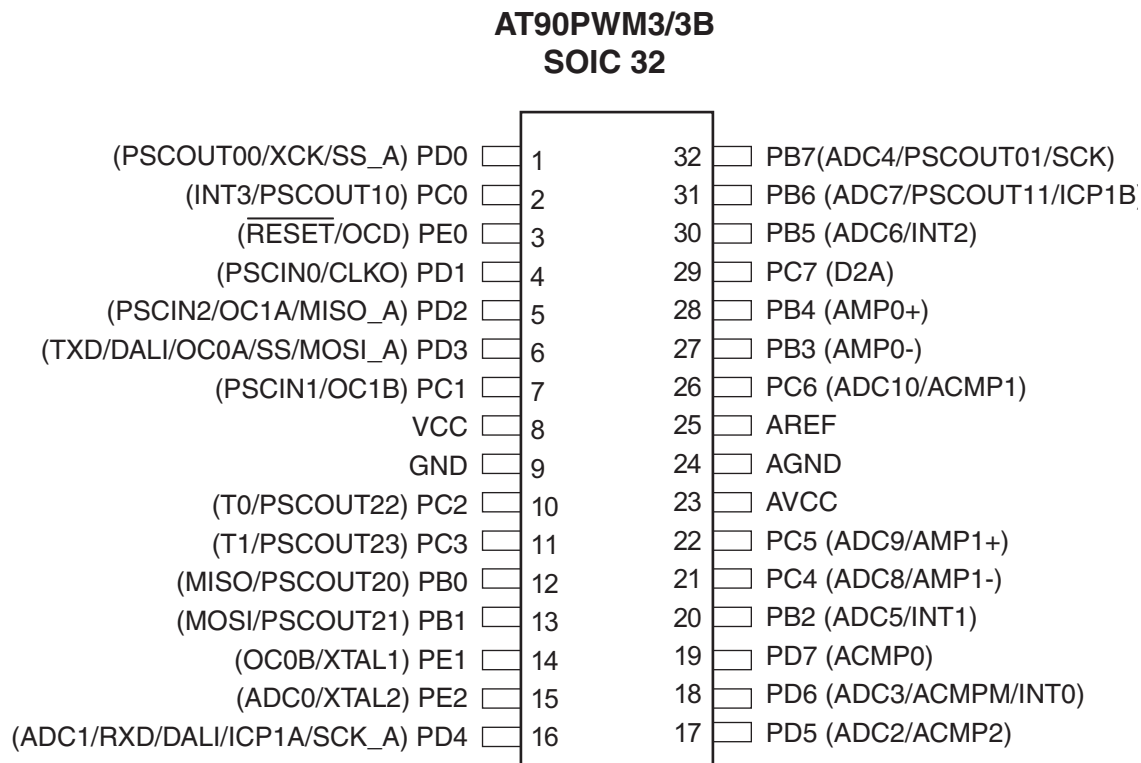 AT90PWM3/3B
SOIC 32
(PSCOUT00/XCK/SS_A) PD0 1 32 PB7(ADC4/PSCOUT01/SCK)
(INT3/PSCOUT10) PC0 2 31 PB6 (ADC7/PSCOUT11/ICP1B)
(RESET/OCD) PE0 3 30 PB5 (ADC6/INT2)
(PSCIN0/CLKO) PD1 4 29 PC7 (D2A)
(PSCIN2/OC1A/MISO_A) PD2 5 28 PB4 (AMP0+)
(TXD/DALI/OC0A/SS/MOSI_A) PD3 6 27 PB3 (AMP0-)
(PSCIN1/OC1B) PC1 7 26 PC6 (ADC10/ACMP1)
VCC 8 25 AREF
GND 9 24 AGND
(T0/PSCOUT22) PC2 10 23 AVCC
(T1/PSCOUT23) PC3 11 22 PC5 (ADC9/AMP1+)
(MISO/PSCOUT20) PB0 12 21 PC4 (ADC8/AMP1-)
(MOSI/PSCOUT21) PB1 13 20 PB2 (ADC5/INT1)
(OC0B/XTAL1) PE1 14 19 PD7 (ACMP0)
(ADC0/XTAL2) PE2 15 18 PD6 (ADC3/ACMPM/INT0)
(ADC1/RXD/DALI/ICP1A/SCK_A) PD4 16 17 PD5 (ADC2/ACMP2)